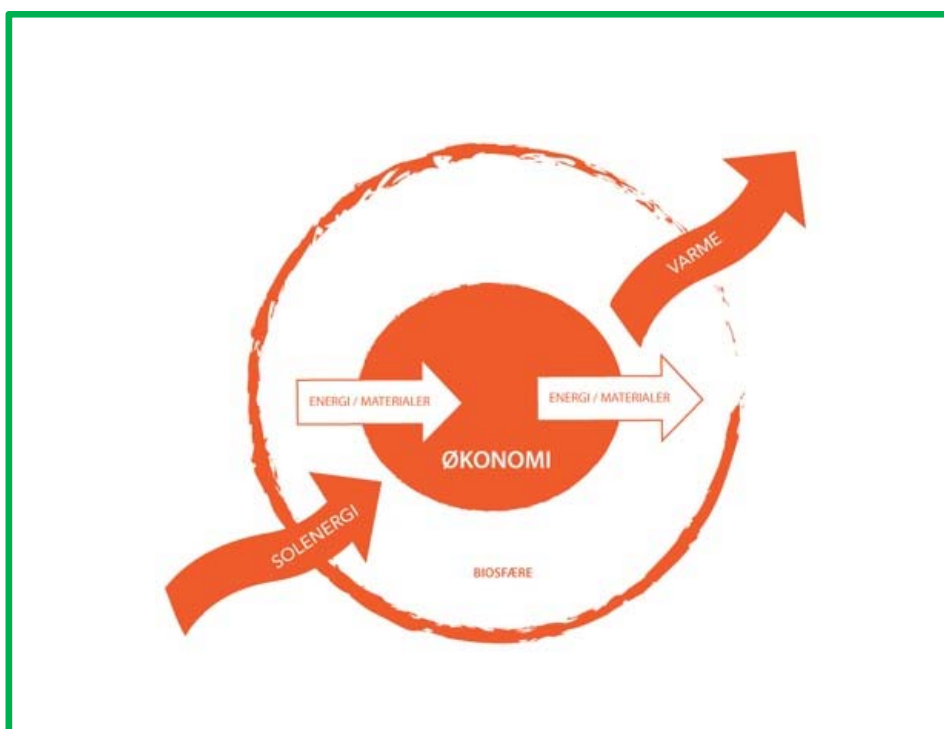 VARME
ENERGI / MATERIALER
ENERGI / MATERIALER
ØKONOMI
SOLENERGI
BIOSFÆRE